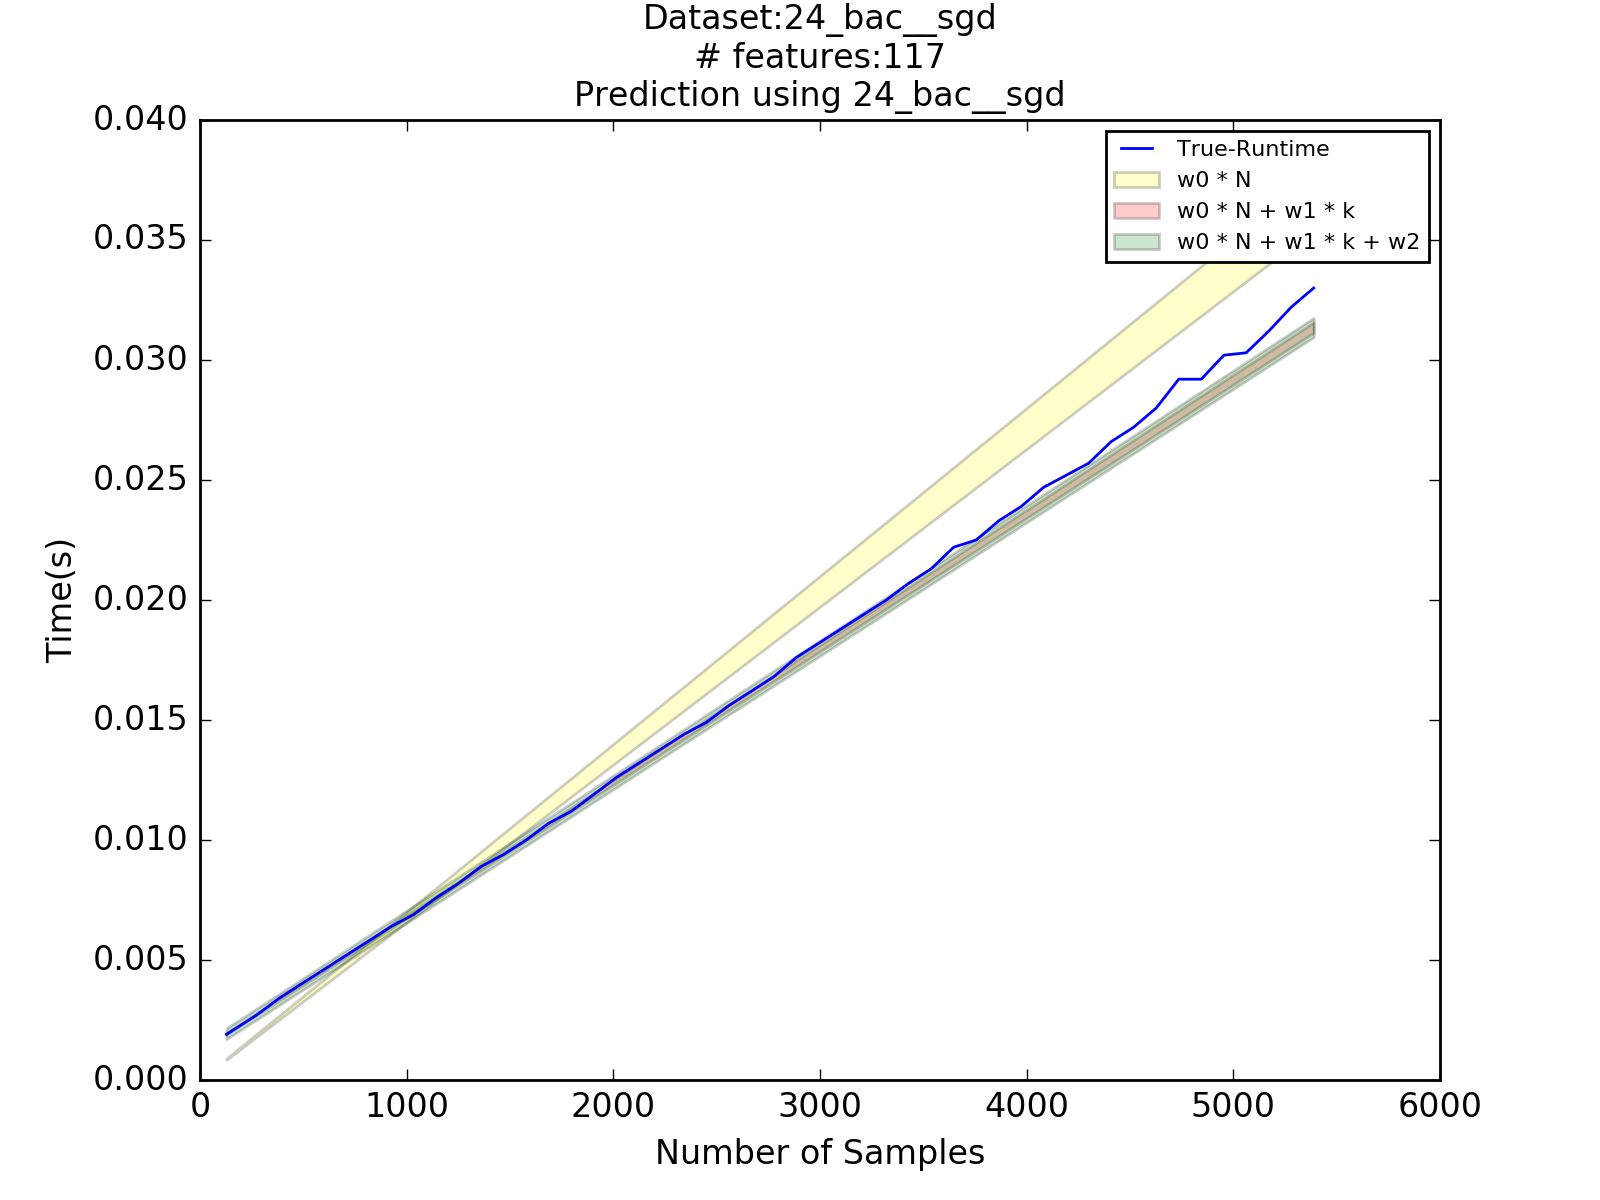 Dataset:24_bac__sgd
# features:117
Prediction using 24_bac__sgd
0.040
0.035
0.030
0.025
0.020
0.015
0.010
0.005
0.000
Time(s)
True-Runtime
w0 * N
w0 * N + w1 * k
w0 * N + w1 * k + w2
0 1000 2000 3000 4000 5000 6000
Number of Samples